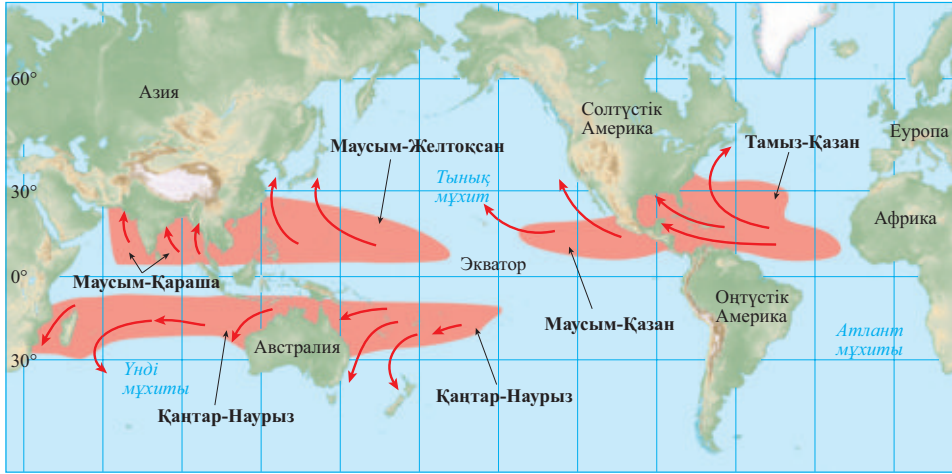 60°
Азия
Солтүстік
Америка
Еуропа
Маусым-Желтоқсан
Тамыз-Қазан
30°
Тынық
мұхит
Африка
0°
Маусым-Қараша
Экватор
Маусым-Қазан
Оңтүстік
Америка
Атлант
мұхиты
Австралия
30°
Үнді
мұхиты
Қаңтар-Наурыз
Қаңтар-Наурыз